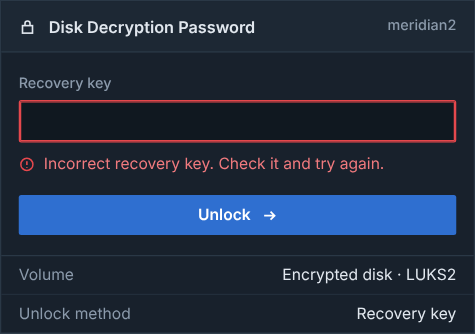 Disk Decryption Password meridian2
Recovery key
Incorrect recovery key. Check it and try again.
Unlock →
Volume Encrypted disk · LUKS2
Unlock method Recovery key